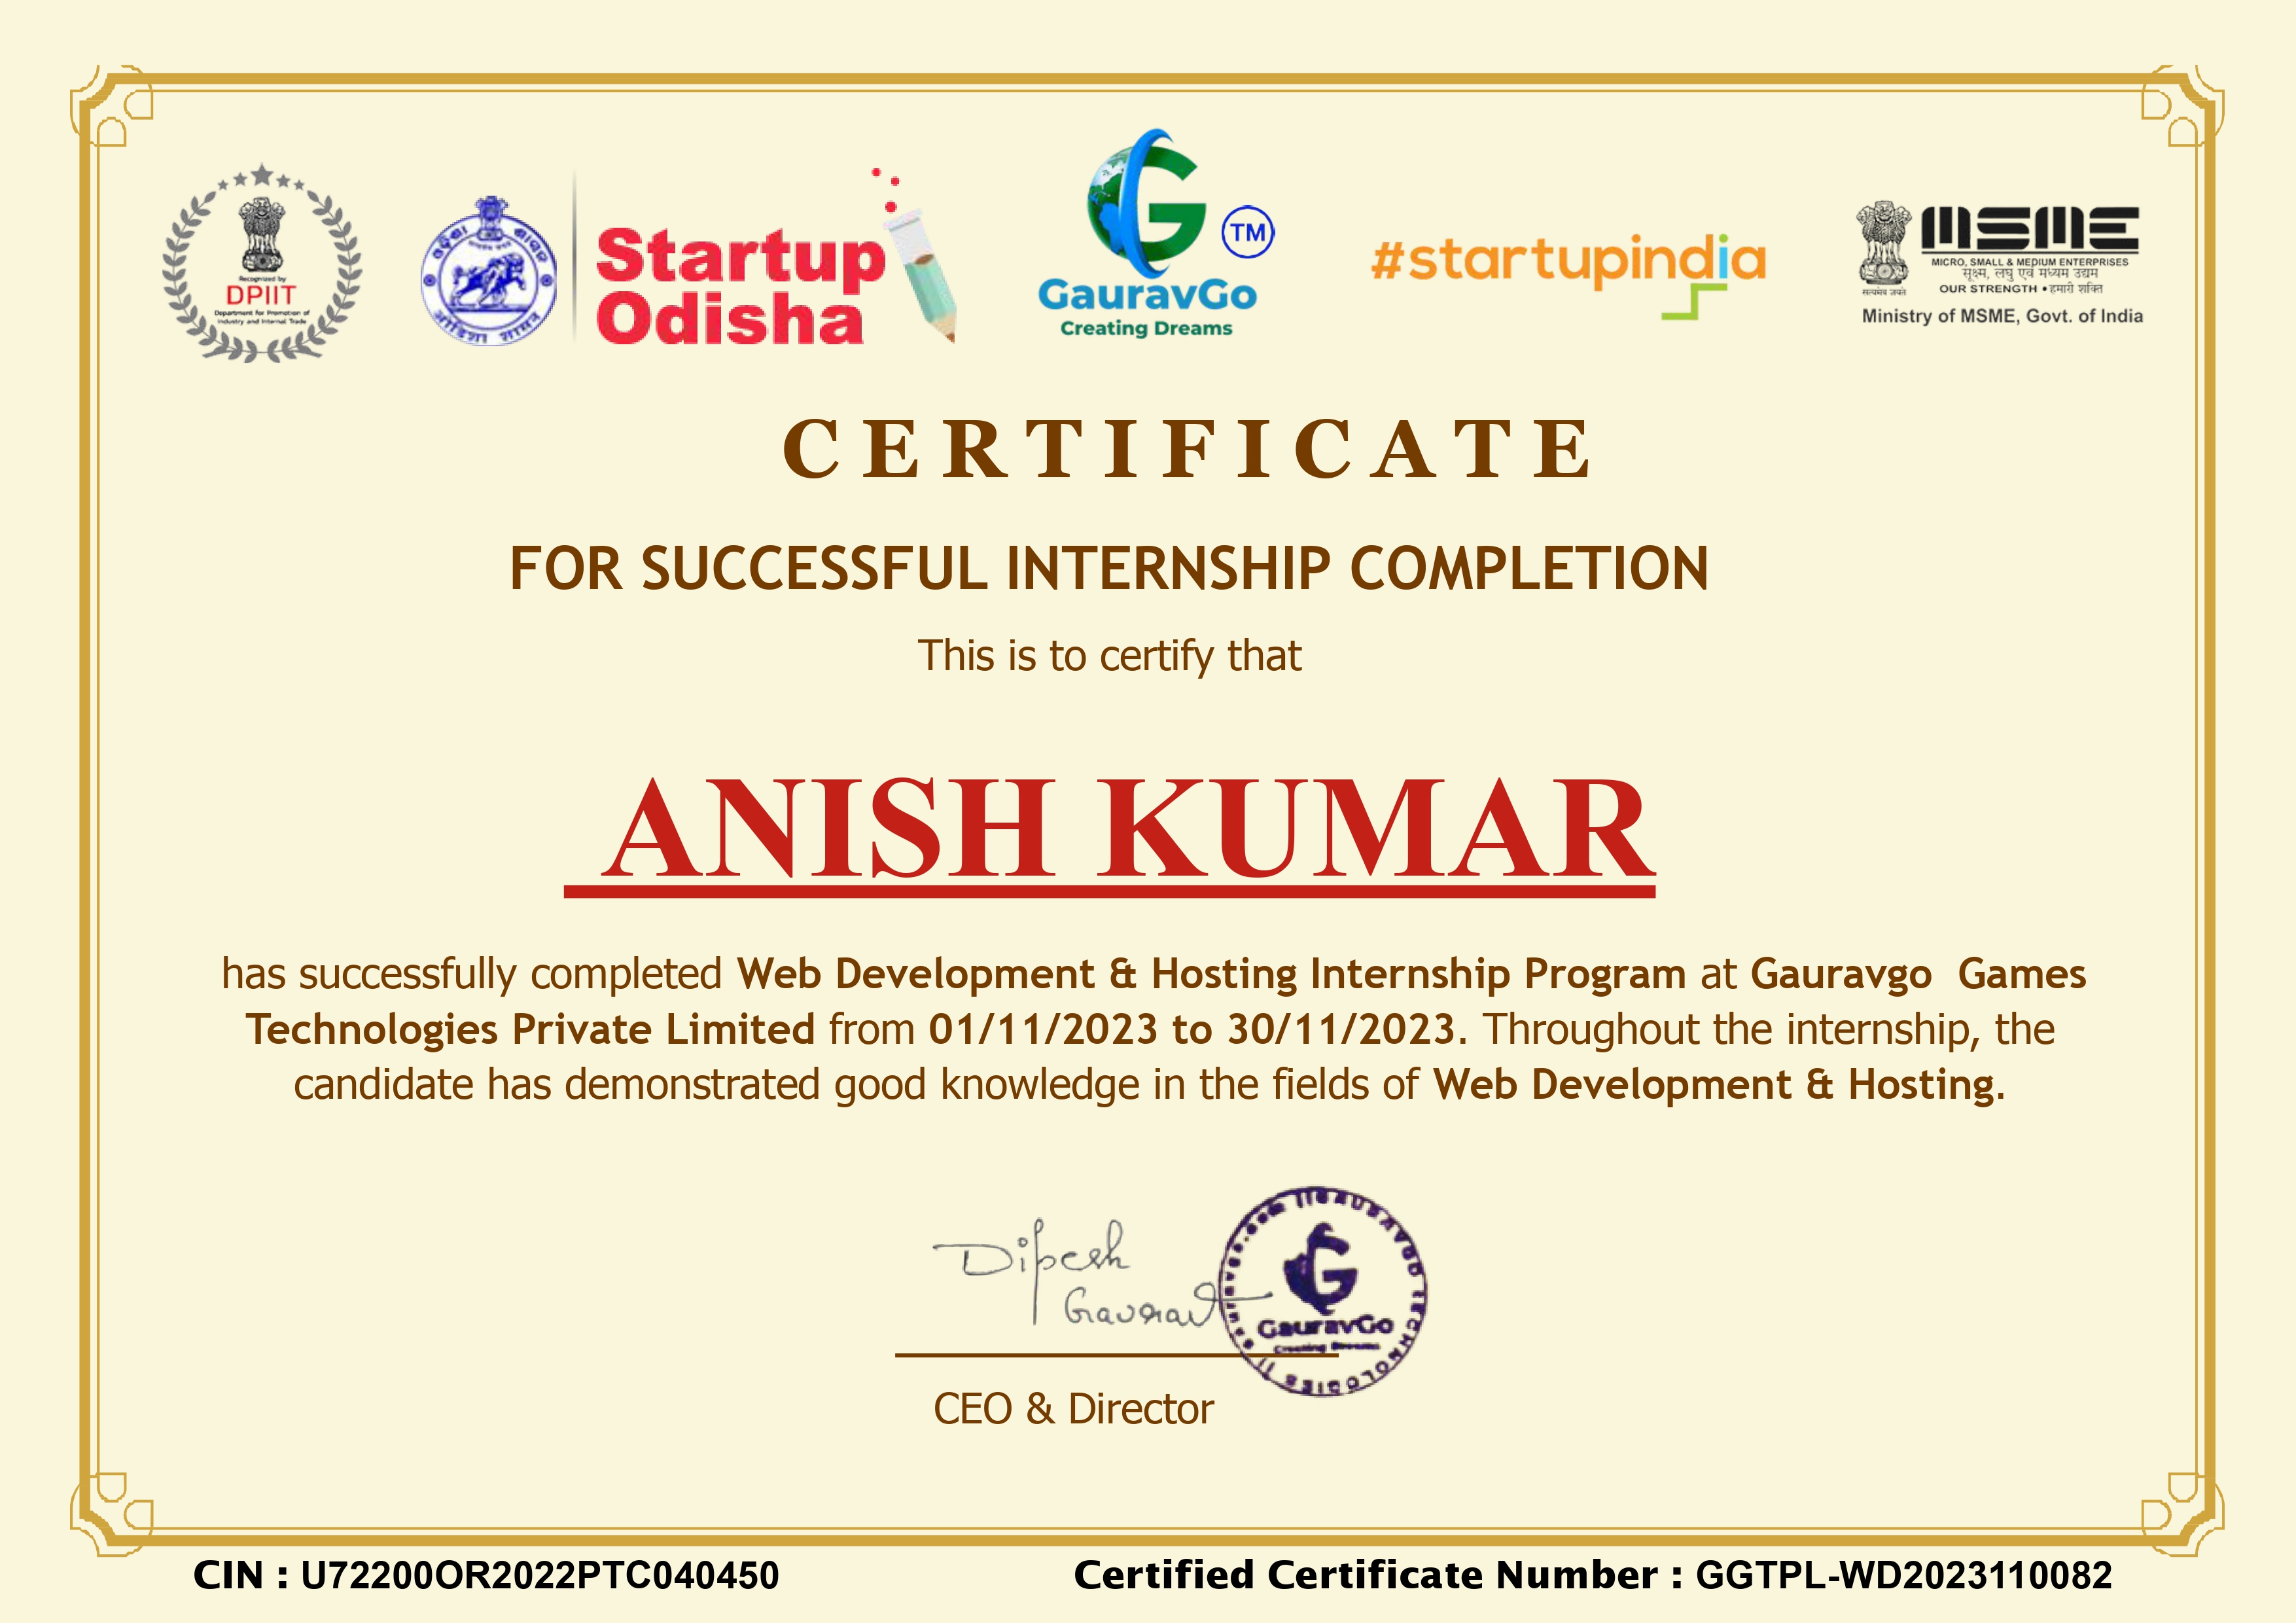 Recognized by
DPIIT
Department for Promotion of
Industry and Internal Trade
Startup
Odisha
G
TM
GauravGo
Creating Dreams
#startupindia
MSME
MICRO, SMALL & MEDIUM ENTERPRISES
सूक्ष्म, लघु एवं मध्यम उद्यम
OUR STRENGTH • हमारी शक्ति
सत्यमेव जयते
Ministry of MSME, Govt. of India
CERTIFICATE
FOR SUCCESSFUL INTERNSHIP COMPLETION
This is to certify that
ANISH KUMAR
has successfully completed Web Development & Hosting Internship Program at Gauravgo Games
Technologies Private Limited from 01/11/2023 to 30/11/2023. Throughout the internship, the
candidate has demonstrated good knowledge in the fields of Web Development & Hosting.
Dipesh
Gaurav
GauravGo
Creating Dreams
CEO & Director
CIN : U72200OR2022PTC040450
Certified Certificate Number : GGTPL-WD2023110082